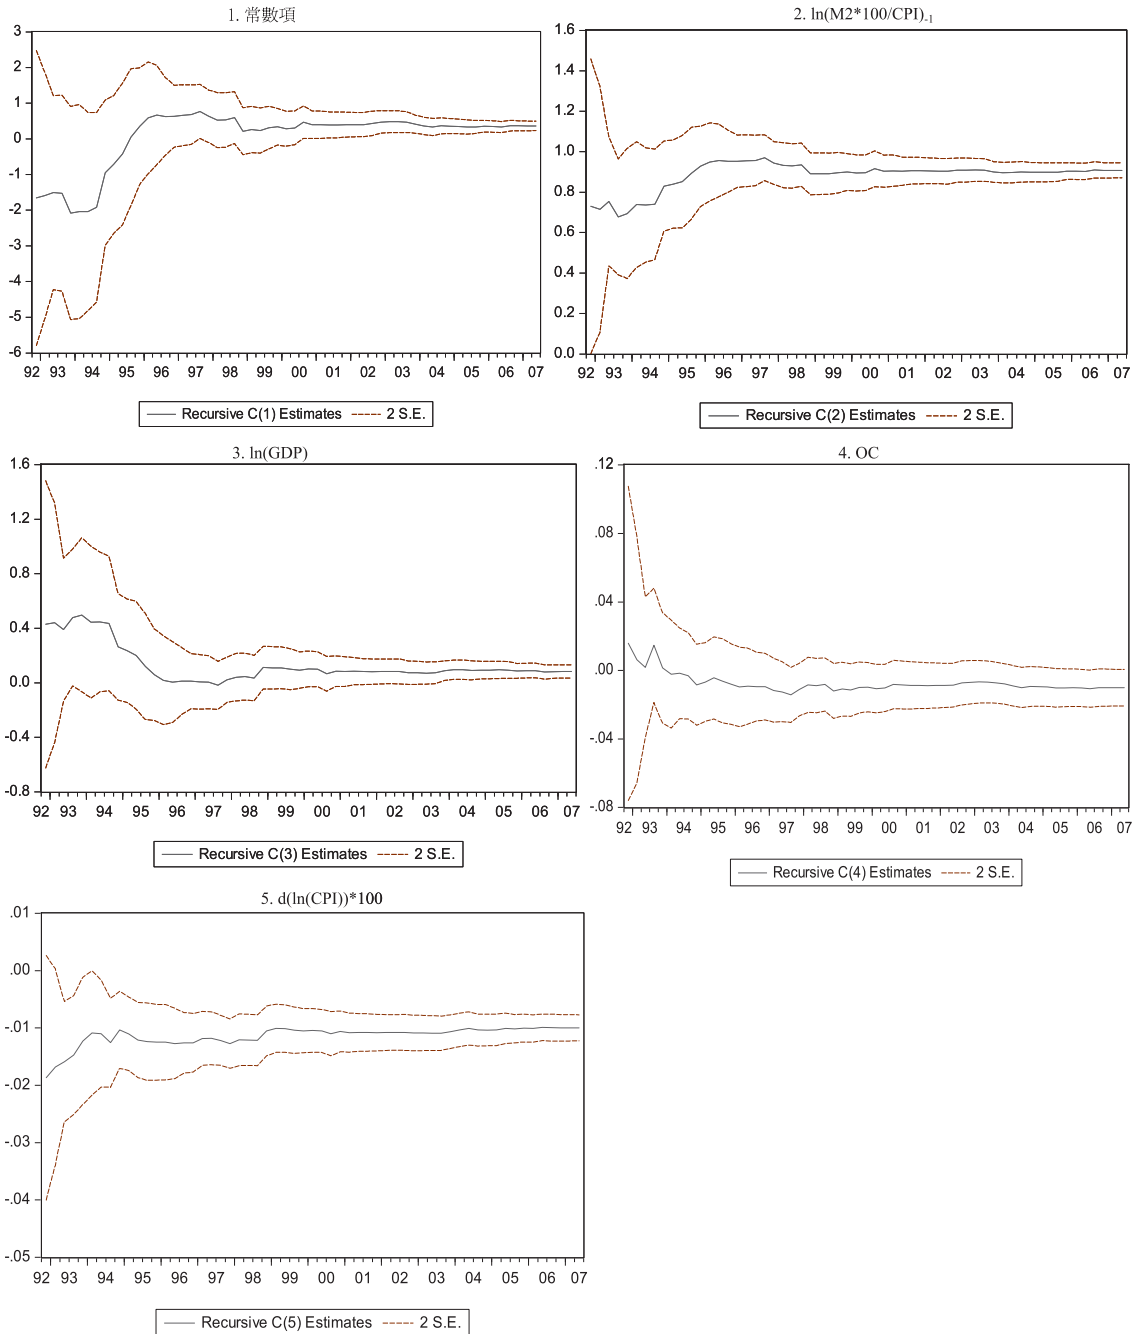 1. 常數項
3
2
1
0
-1
-2
-3
-4
-5
-6
92 93 94 95 96 97 98 99 00 01 02 03 04 05 06 07
Recursive C(1) Estimates 2 S.E.
2. ln(M2*100/CPI)-1
1.6
1.4
1.2
1.0
0.8
0.6
0.4
0.2
0.0
92 93 94 95 96 97 98 99 00 01 02 03 04 05 06 07
Recursive C(2) Estimates 2 S.E.
3. ln(GDP)
1.6
1.2
0.8
0.4
0.0
-0.4
-0.8
92 93 94 95 96 97 98 99 00 01 02 03 04 05 06 07
Recursive C(3) Estimates 2 S.E.
4. OC
.12
.08
.04
.00
-.04
-.08
92 93 94 95 96 97 98 99 00 01 02 03 04 05 06 07
Recursive C(4) Estimates 2 S.E.
5. d(ln(CPI))*100
.01
.00
-.01
-.02
-.03
-.04
-.05
92 93 94 95 96 97 98 99 00 01 02 03 04 05 06 07
Recursive C(5) Estimates 2 S.E.